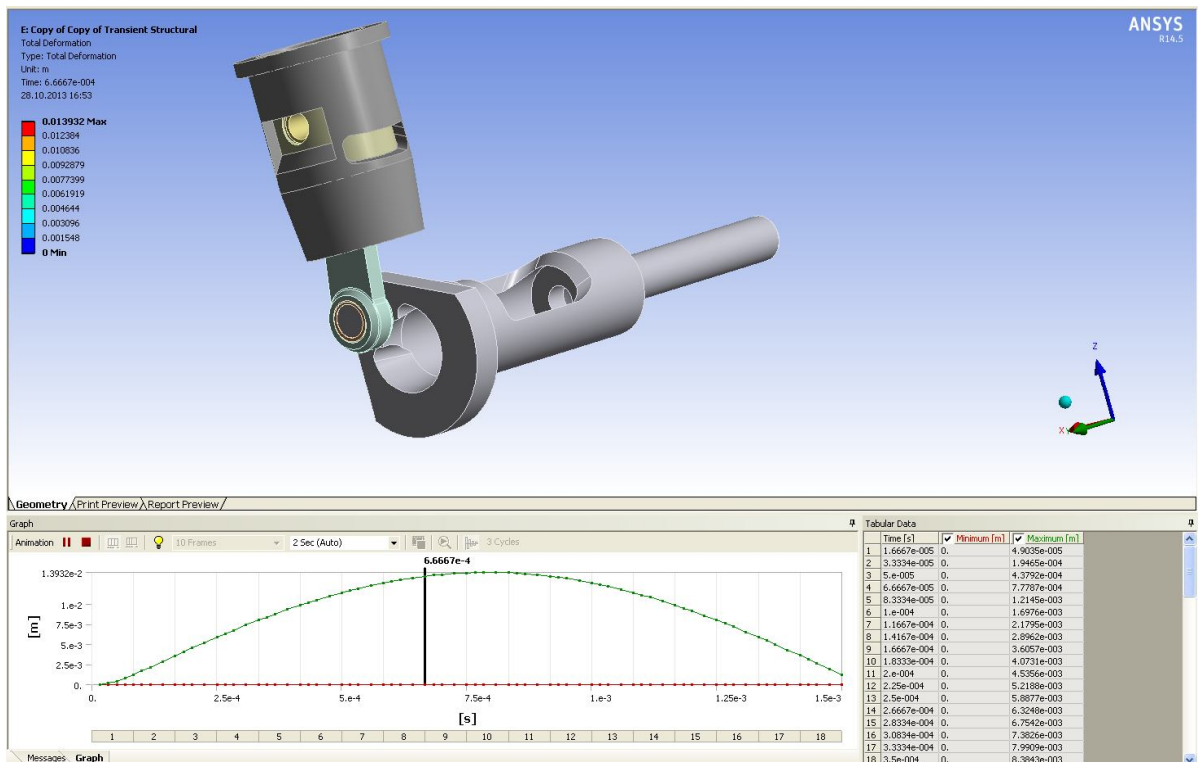 E: Copy of Copy of Transient Structural
Total Deformation
Type: Total Deformation
Unit: m
Time: 6.6667e-004
28.10.2013 16:53
0.013932 Max
0.012384
0.010836
0.0092879
0.0077399
0.0061919
0.004644
0.003096
0.001548
0 Min
ANSYS
R14.5
Z
X Y
Geometry Print Preview Report Preview
Graph
Animation 10 Frames 2 Sec (Auto) 3 Cycles
6.6667e-4
1.3932e-2
1.e-2
7.5e-3
5.e-3
2.5e-3
0.
[m]
0. 2.5e-4 5.e-4 7.5e-4 1.e-3 1.25e-3 1.5e-3
[s]
1 2 3 4 5 6 7 8 9 10 11 12 13 14 15 16 17 18
Messages Graph
Tabular Data
Time [s] Minimum [m] Maximum [m]
1 1.6667e-005 0. 4.9035e-005
2 3.3334e-005 0. 1.9465e-004
3 5.e-005 0. 4.3792e-004
4 6.6667e-005 0. 7.7787e-004
5 8.3334e-005 0. 1.2145e-003
6 1.e-004 0. 1.6976e-003
7 1.1667e-004 0. 2.1795e-003
8 1.4167e-004 0. 2.8962e-003
9 1.6667e-004 0. 3.6057e-003
10 1.8333e-004 0. 4.0731e-003
11 2.e-004 0. 4.5356e-003
12 2.25e-004 0. 5.2188e-003
13 2.5e-004 0. 5.8877e-003
14 2.6667e-004 0. 6.3248e-003
15 2.8334e-004 0. 6.7542e-003
16 3.0834e-004 0. 7.3826e-003
17 3.3334e-004 0. 7.9909e-003
18 3.5e-004 0. 8.3843e-003